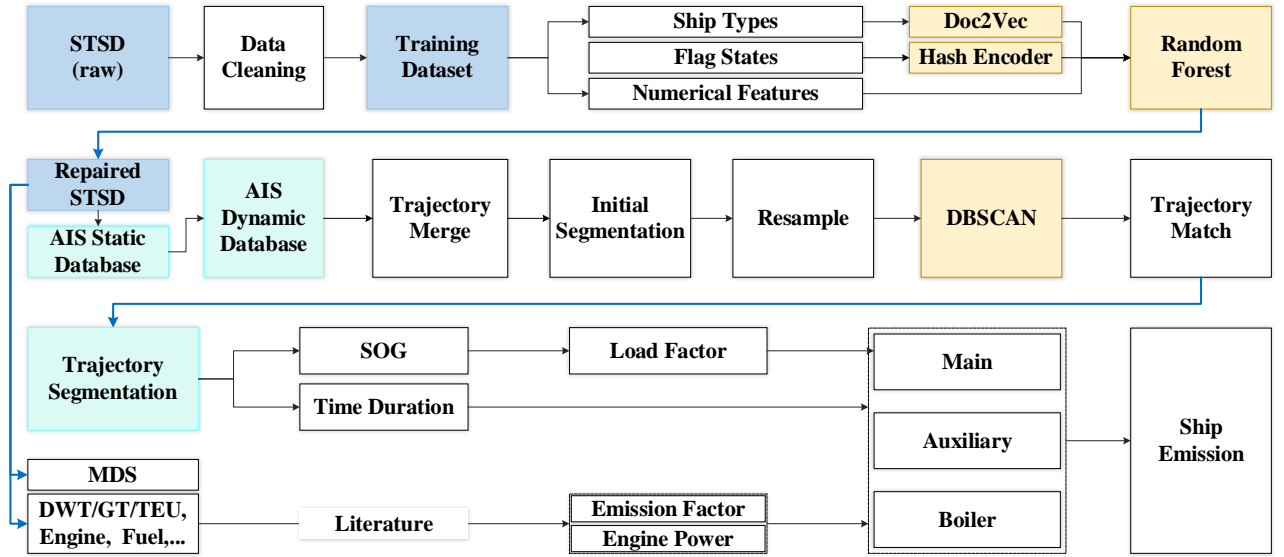 STSD
(raw)
Data
Cleaning
Training
Dataset
Ship Types
Flag States
Numerical Features
Doc2Vec
Hash Encoder
Random
Forest
Repaired
STSD
AIS Static
Database
AIS
Dynamic
Database
Trajectory
Merge
Initial
Segmentation
Resample
DBSCAN
Trajectory
Match
Trajectory
Segmentation
SOG
Time Duration
Load Factor
Main
Auxiliary
Boiler
Ship
Emission
MDS
DWT/GT/TEU,
Engine, Fuel,...
Literature
Emission Factor
Engine Power